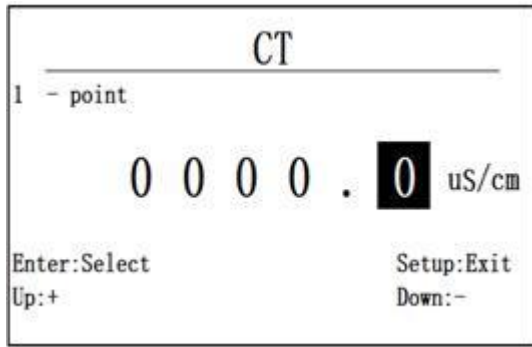 CT
1 - point
0 0 0 0 . 0 uS/cm
Enter:Select Setup:Exit
Up:+ Down:-